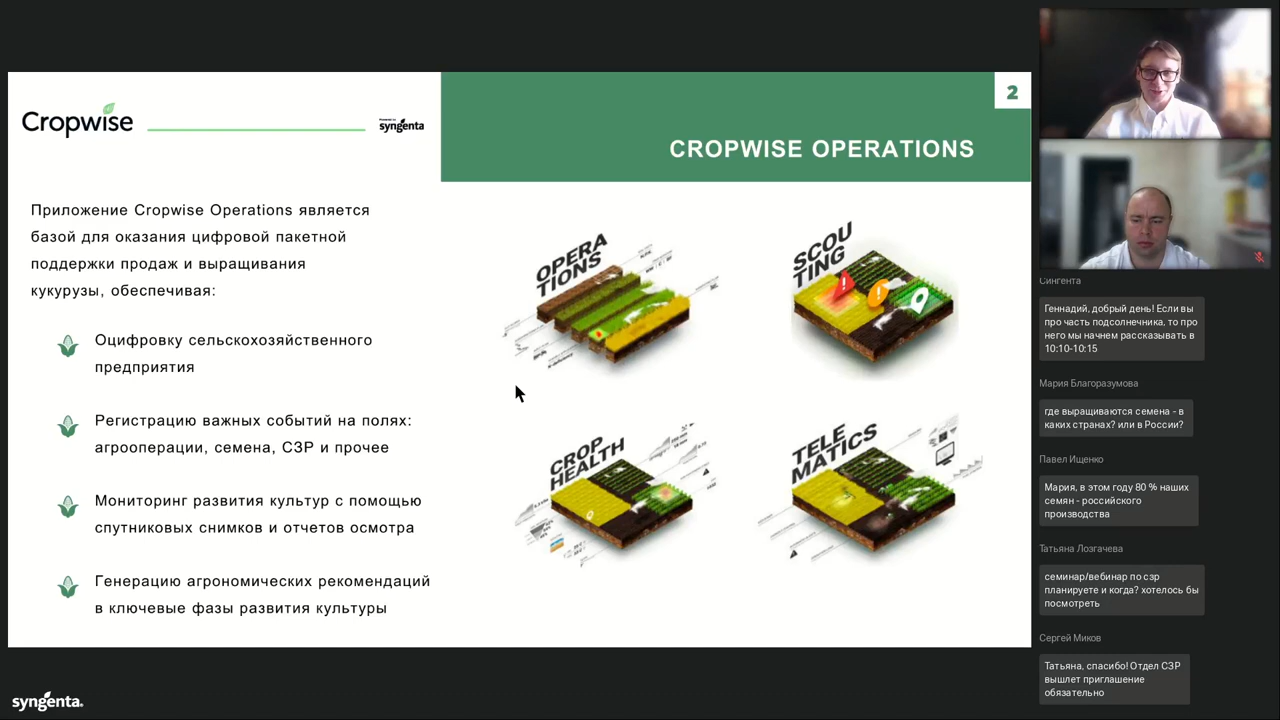 Cropwise
Powered by
syngenta
2
CROPWISE OPERATIONS
Приложение Cropwise Operations является
базой для оказания цифровой пакетной
поддержки продаж и выращивания
кукурузы, обеспечивая:
Оцифровку сельскохозяйственного
предприятия
Регистрацию важных событий на полях:
агрооперации, семена, СЗР и прочее
Мониторинг развития культур с помощью
спутниковых снимков и отчетов осмотра
Генерацию агрономических рекомендаций
в ключевые фазы развития культуры
OPERA
TIONS
SCOU
TING
CROP
HEALTH
TELE
MATICS
Сингента
Геннадий, добрый день! Если вы
про часть подсолнечника, то про
него мы начнем рассказывать в
10:10-10:15
Мария Благоразумова
где выращиваются семена - в
каких странах? или в России?
Павел Ищенко
Мария, в этом году 80 % наших
семян - российского
производства
Татьяна Лозгачева
семинар/вебинар по сзр
планируете и когда? хотелось бы
посмотреть
Сергей Миков
Татьяна, спасибо! Отдел СЗР
вышлет приглашение
обязательно
syngenta.